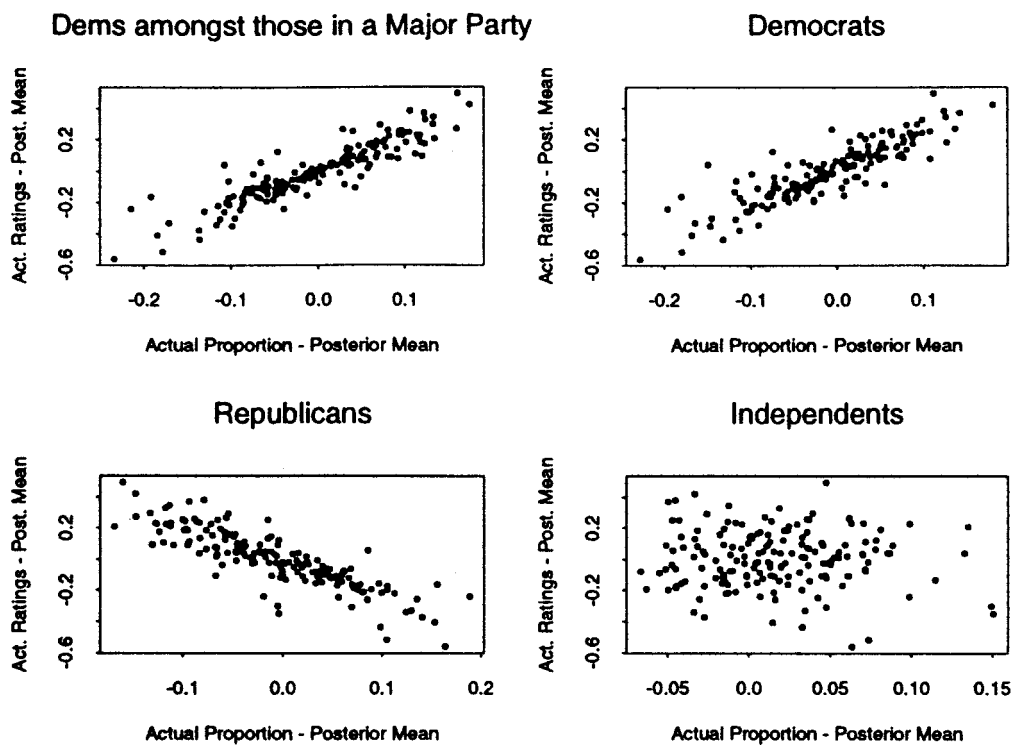 Dems amongst those in a Major Party
Act. Ratings - Post. Mean
0.2
-0.2
-0.6
-0.2 -0.1 0.0 0.1
Actual Proportion - Posterior Mean
Democrats
Act. Ratings - Post. Mean
0.2
-0.2
-0.6
-0.2 -0.1 0.0 0.1
Actual Proportion - Posterior Mean
Republicans
Act. Ratings - Post. Mean
0.2
-0.2
-0.6
-0.1 0.0 0.1 0.2
Actual Proportion - Posterior Mean
Independents
Act. Ratings - Post. Mean
0.2
-0.2
-0.6
-0.05 0.0 0.05 0.10 0.15
Actual Proportion - Posterior Mean